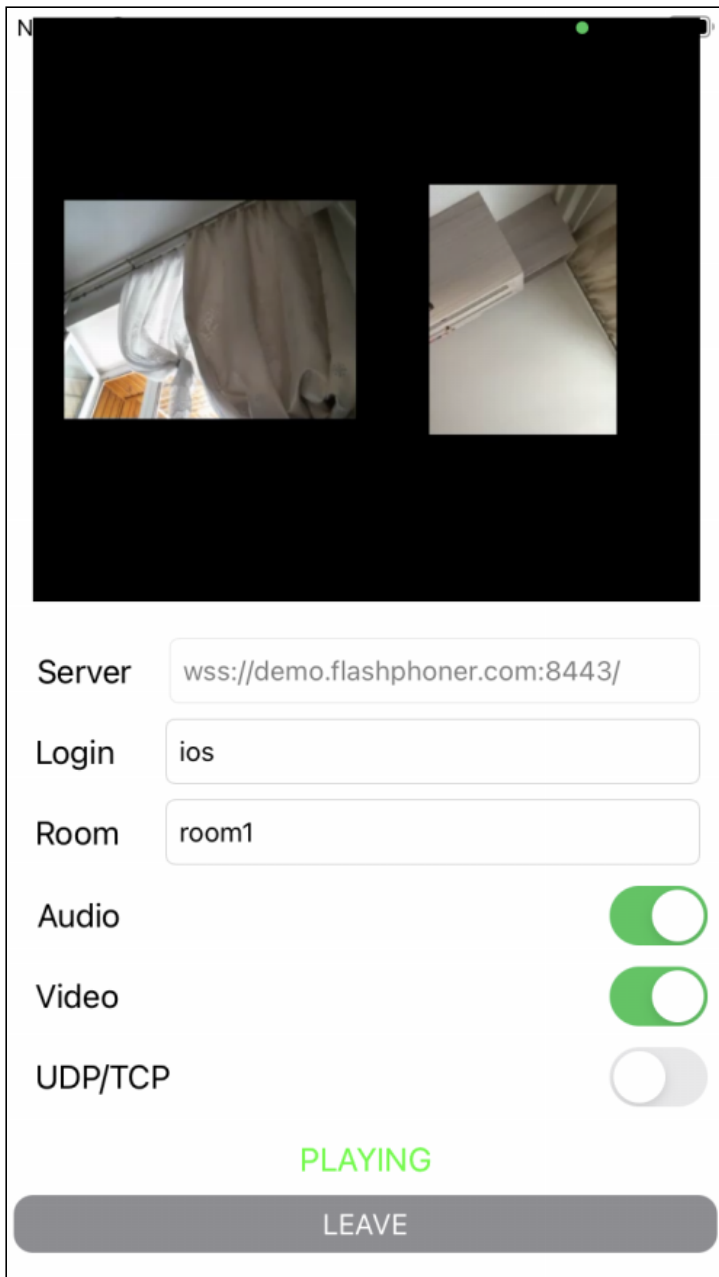 N
Server
wss://demo.flashphoner.com:8443/
Login
ios
Room
room1
Audio
Video
UDP/TCP
PLAYING
LEAVE